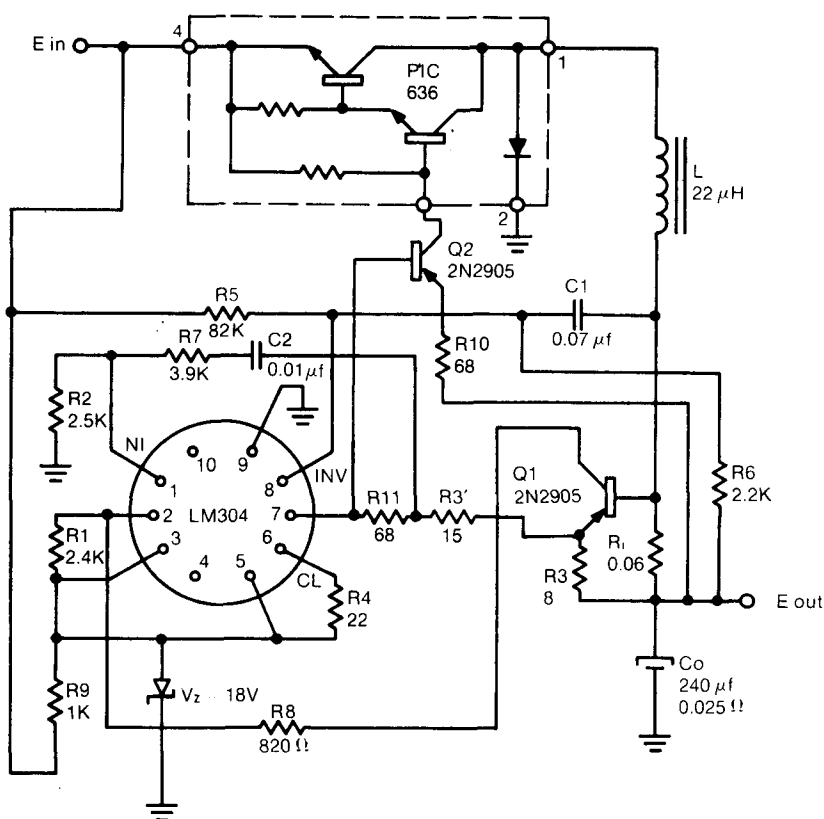 4
E in
1
PIC
636
L
22 μH
2
Q2
2N2905
R5
82K
C1
0.07 μf
R7
3.9K
C2
0.01 μf
R10
68
R2
2.5K
NI
10
9
INV
8
1
R6
2.2K
Q1
2N2905
2
LM304
7
R11
68
R3'
15
R1
2.4K
3
6
4
5
CL
R4
22
R3
8
Rı
0.06
E out
R9
1K
Vz 18V
Co
240 μf
0.025 Ω
R8
820 Ω